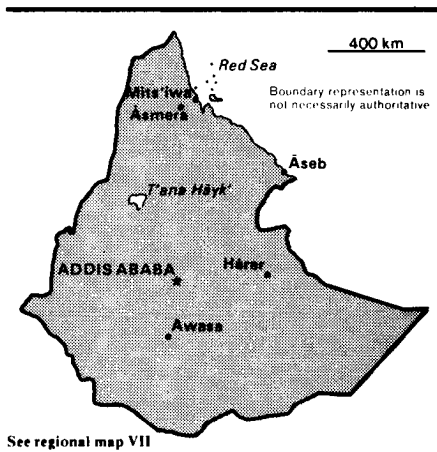 400 km
Red Sea
Boundary representation is
not necessarily authoritative
Mits'iwa
Āsmera
Āseb
T'ana Hāyk'
ADDIS ABABA
Hārer
Awasa
See regional map VII